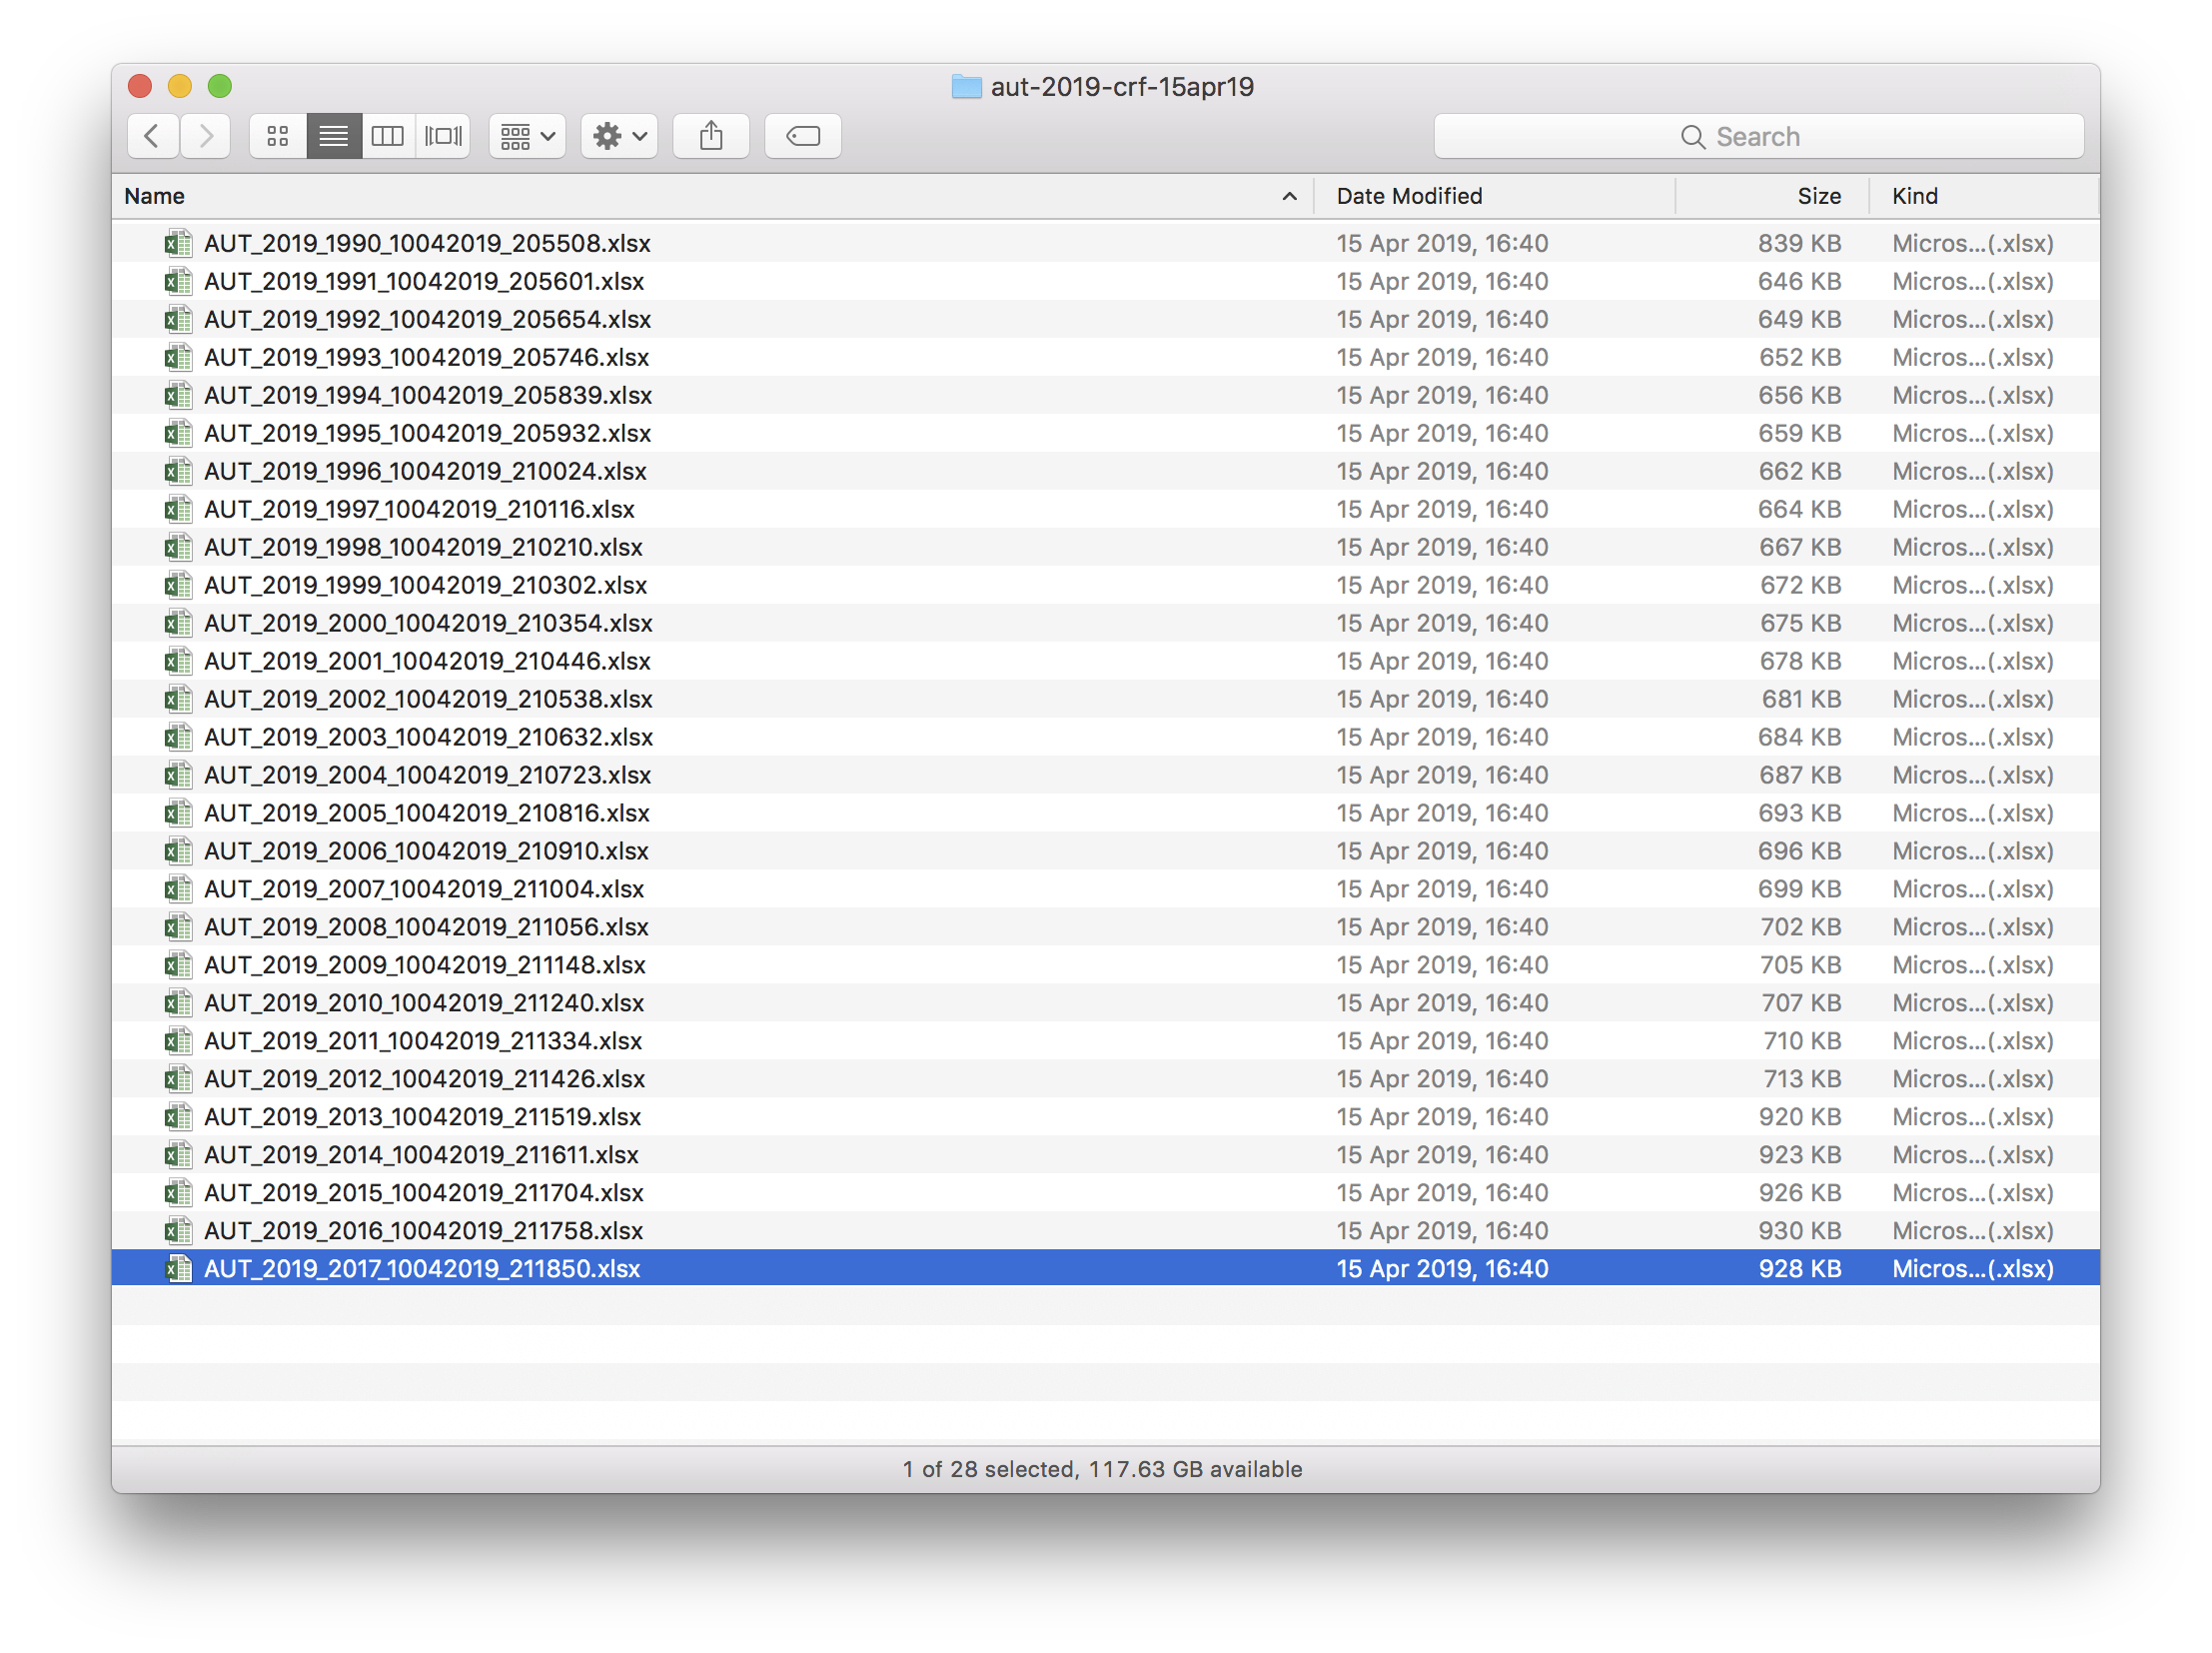 aut-2019-crf-15apr19
Search
Name Date Modified Size Kind
AUT_2019_1990_10042019_205508.xlsx 15 Apr 2019, 16:40 839 KB Micros...(.xlsx)
AUT_2019_1991_10042019_205601.xlsx 15 Apr 2019, 16:40 646 KB Micros...(.xlsx)
AUT_2019_1992_10042019_205654.xlsx 15 Apr 2019, 16:40 649 KB Micros...(.xlsx)
AUT_2019_1993_10042019_205746.xlsx 15 Apr 2019, 16:40 652 KB Micros...(.xlsx)
AUT_2019_1994_10042019_205839.xlsx 15 Apr 2019, 16:40 656 KB Micros...(.xlsx)
AUT_2019_1995_10042019_205932.xlsx 15 Apr 2019, 16:40 659 KB Micros...(.xlsx)
AUT_2019_1996_10042019_210024.xlsx 15 Apr 2019, 16:40 662 KB Micros...(.xlsx)
AUT_2019_1997_10042019_210116.xlsx 15 Apr 2019, 16:40 664 KB Micros...(.xlsx)
AUT_2019_1998_10042019_210210.xlsx 15 Apr 2019, 16:40 667 KB Micros...(.xlsx)
AUT_2019_1999_10042019_210302.xlsx 15 Apr 2019, 16:40 672 KB Micros...(.xlsx)
AUT_2019_2000_10042019_210354.xlsx 15 Apr 2019, 16:40 675 KB Micros...(.xlsx)
AUT_2019_2001_10042019_210446.xlsx 15 Apr 2019, 16:40 678 KB Micros...(.xlsx)
AUT_2019_2002_10042019_210538.xlsx 15 Apr 2019, 16:40 681 KB Micros...(.xlsx)
AUT_2019_2003_10042019_210632.xlsx 15 Apr 2019, 16:40 684 KB Micros...(.xlsx)
AUT_2019_2004_10042019_210723.xlsx 15 Apr 2019, 16:40 687 KB Micros...(.xlsx)
AUT_2019_2005_10042019_210816.xlsx 15 Apr 2019, 16:40 693 KB Micros...(.xlsx)
AUT_2019_2006_10042019_210910.xlsx 15 Apr 2019, 16:40 696 KB Micros...(.xlsx)
AUT_2019_2007_10042019_211004.xlsx 15 Apr 2019, 16:40 699 KB Micros...(.xlsx)
AUT_2019_2008_10042019_211056.xlsx 15 Apr 2019, 16:40 702 KB Micros...(.xlsx)
AUT_2019_2009_10042019_211148.xlsx 15 Apr 2019, 16:40 705 KB Micros...(.xlsx)
AUT_2019_2010_10042019_211240.xlsx 15 Apr 2019, 16:40 707 KB Micros...(.xlsx)
AUT_2019_2011_10042019_211334.xlsx 15 Apr 2019, 16:40 710 KB Micros...(.xlsx)
AUT_2019_2012_10042019_211426.xlsx 15 Apr 2019, 16:40 713 KB Micros...(.xlsx)
AUT_2019_2013_10042019_211519.xlsx 15 Apr 2019, 16:40 920 KB Micros...(.xlsx)
AUT_2019_2014_10042019_211611.xlsx 15 Apr 2019, 16:40 923 KB Micros...(.xlsx)
AUT_2019_2015_10042019_211704.xlsx 15 Apr 2019, 16:40 926 KB Micros...(.xlsx)
AUT_2019_2016_10042019_211758.xlsx 15 Apr 2019, 16:40 930 KB Micros...(.xlsx)
AUT_2019_2017_10042019_211850.xlsx 15 Apr 2019, 16:40 928 KB Micros...(.xlsx)
1 of 28 selected, 117.63 GB available